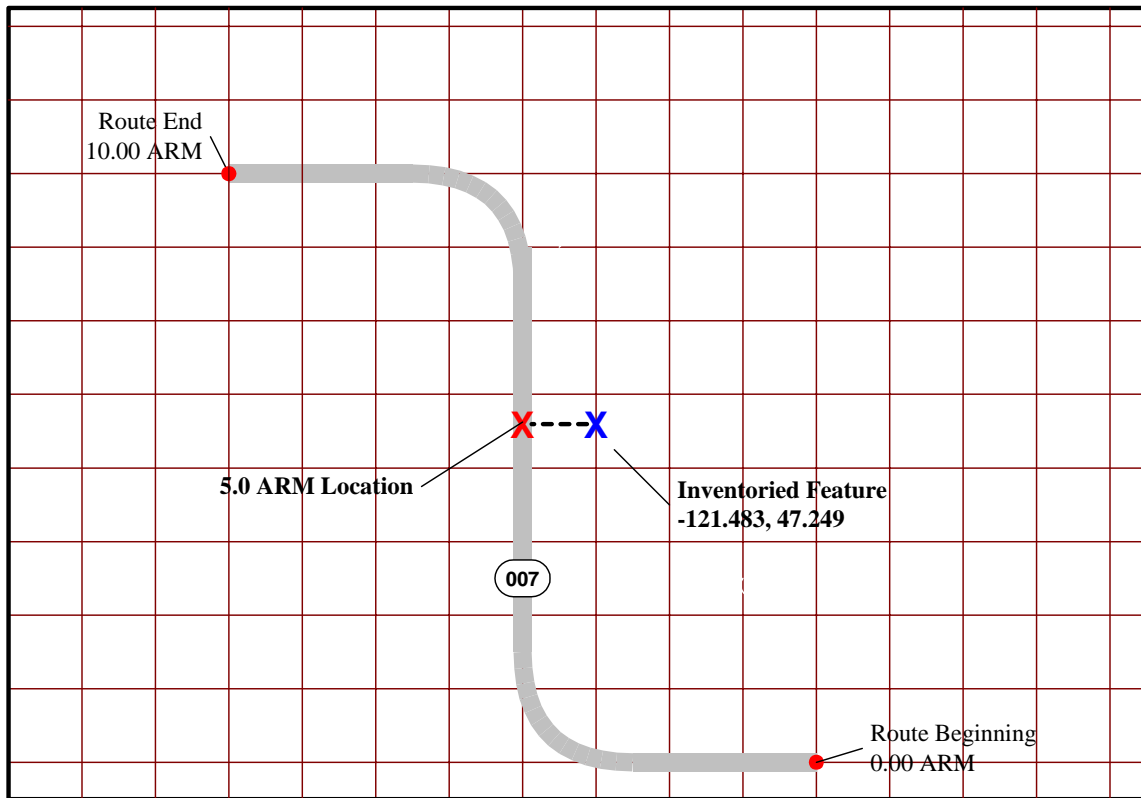 Route End
10.00 ARM
X
X
5.0 ARM Location
Inventoried Feature
-121.483, 47.249
007
Route Beginning
0.00 ARM